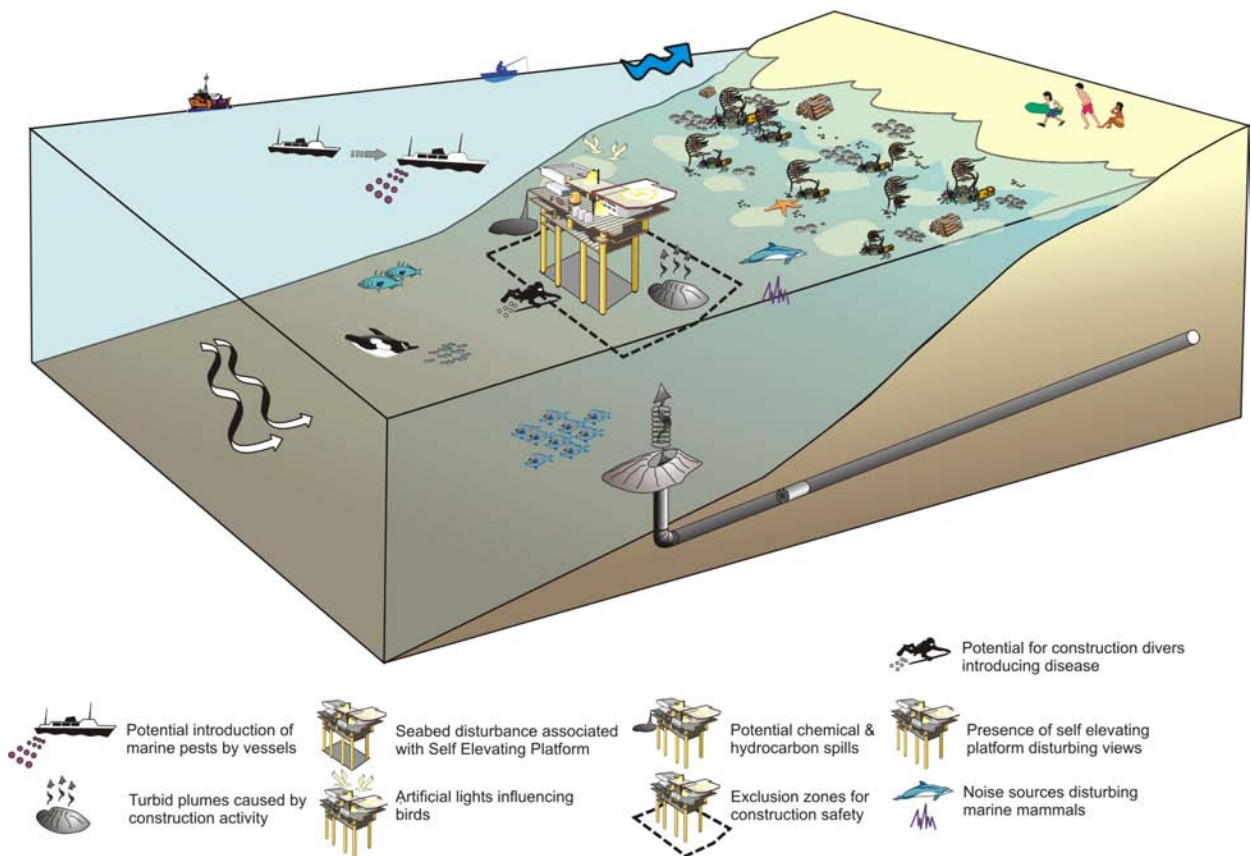 Potential for construction divers
introducing disease
Potential introduction of
marine pests by vessels
Seabed disturbance associated
with Self Elevating Platform
Potential chemical &
hydrocarbon spills
Presence of self elevating
platform disturbing views
Turbid plumes caused by
construction activity
Artificial lights influencing
birds
Exclusion zones for
construction safety
Noise sources disturbing
marine mammals